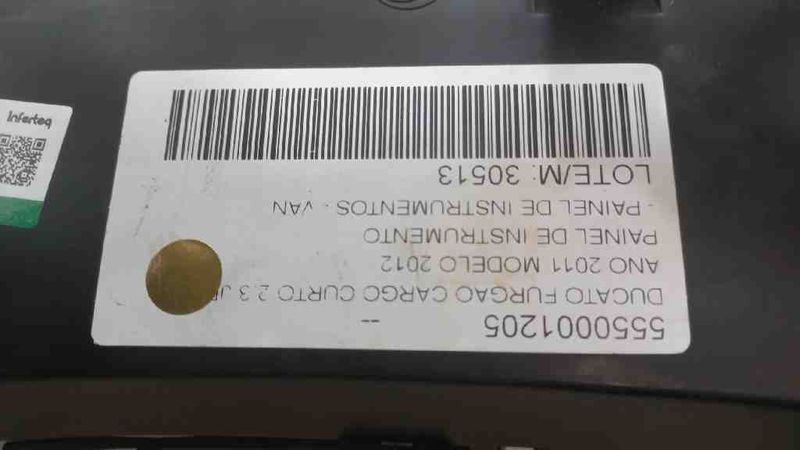 5550001205
--
DUCATO FURGAO CARGO CURTO 2.3
ANO 2011 MODELO 2012
PAINEL DE INSTRUMENTO
- PAINEL DE INSTRUMENTOS - VAN
LOTE/M: 30513
Inferteq